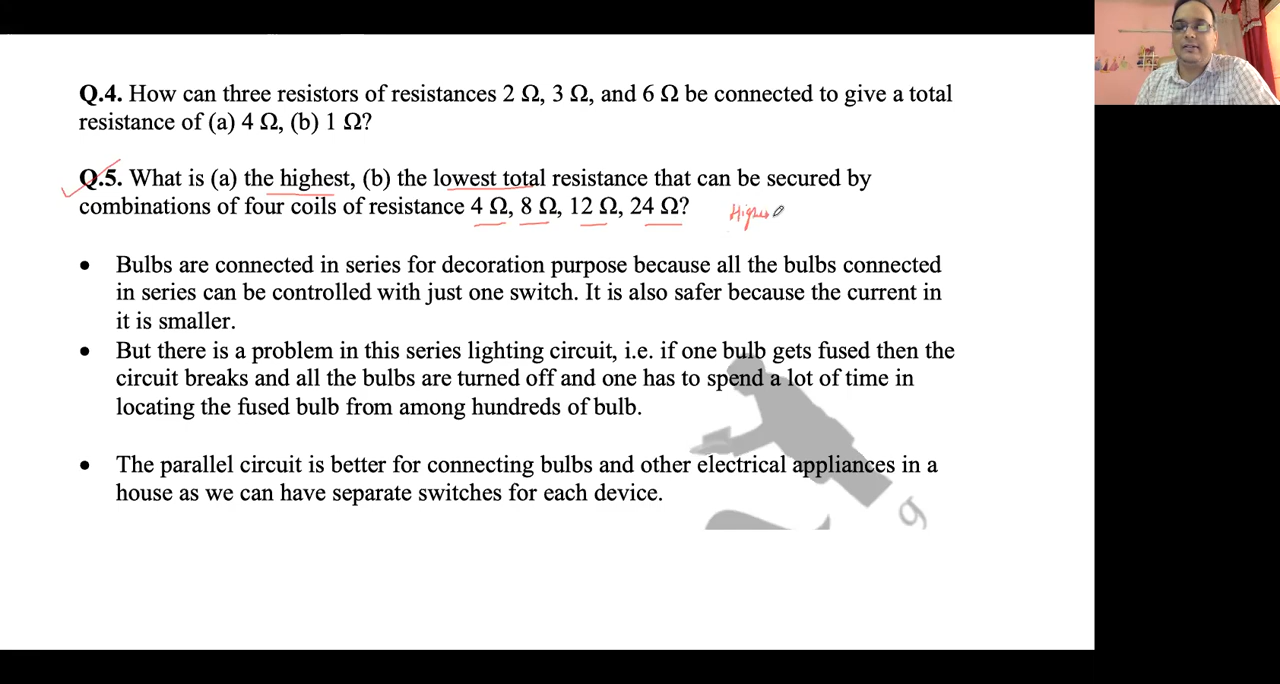 Q.4. How can three resistors of resistances 2 Ω, 3 Ω, and 6 Ω be connected to give a total
resistance of (a) 4 Ω, (b) 1 Ω?
Q.5. What is (a) the highest, (b) the lowest total resistance that can be secured by
combinations of four coils of resistance 4 Ω, 8 Ω, 12 Ω, 24 Ω?
Highes
• Bulbs are connected in series for decoration purpose because all the bulbs connected
in series can be controlled with just one switch. It is also safer because the current in
it is smaller.
• But there is a problem in this series lighting circuit, i.e. if one bulb gets fused then the
circuit breaks and all the bulbs are turned off and one has to spend a lot of time in
locating the fused bulb from among hundreds of bulb.
• The parallel circuit is better for connecting bulbs and other electrical appliances in a
house as we can have separate switches for each device.